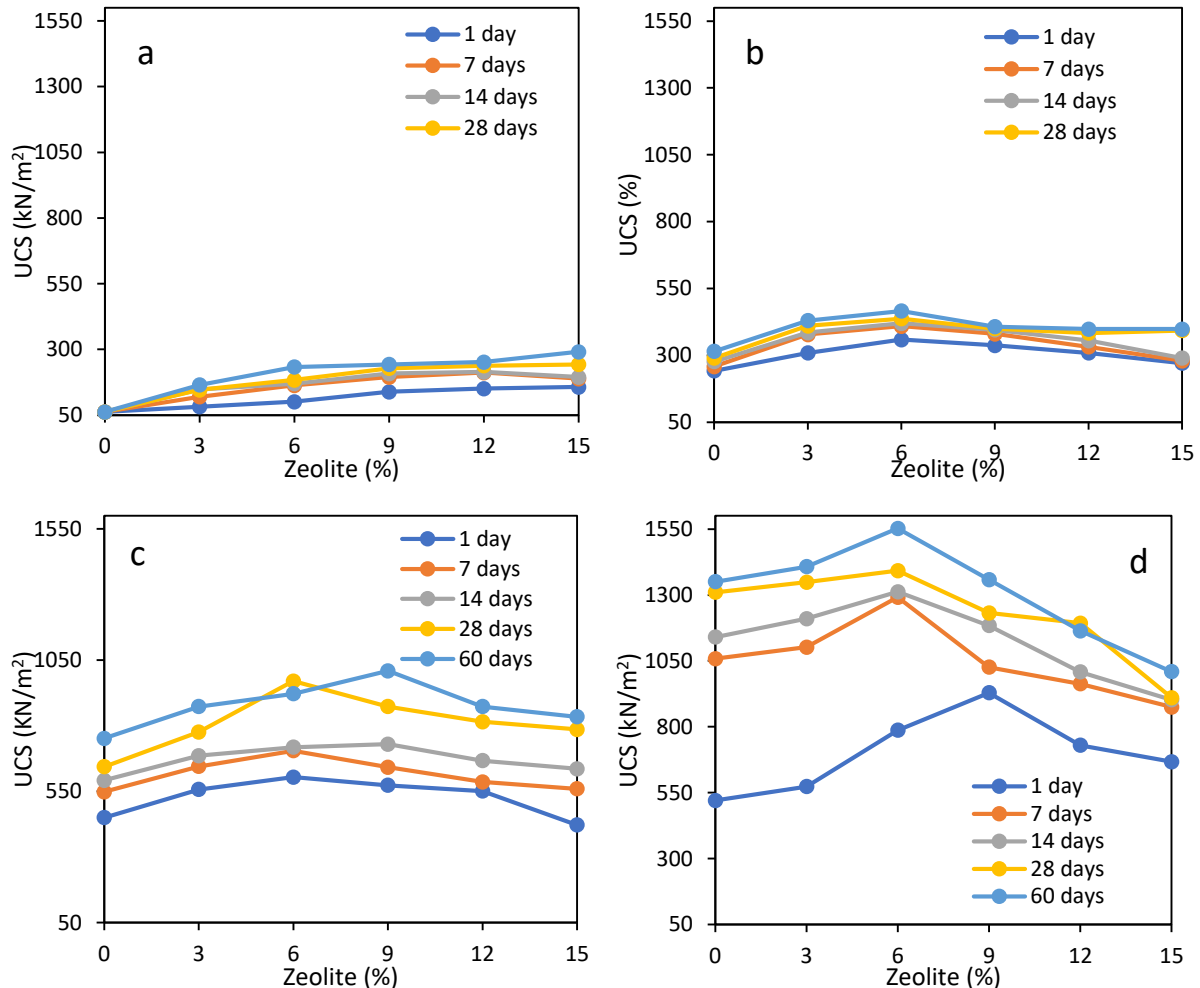 a
UCS (kN/m²)
1550
1300
1050
800
550
300
50
0 3 6 9 12 15
Zeolite (%)
1 day
7 days
14 days
28 days
b
UCS (%)
1550
1300
1050
800
550
300
50
0 3 6 9 12 15
Zeolite (%)
1 day
7 days
14 days
28 days
c
UCS (KN/m²)
1550
1050
550
50
0 3 6 9 12 15
Zeolite (%)
1 day
7 days
14 days
28 days
60 days
d
UCS (kN/m²)
1550
1300
1050
800
550
300
50
0 3 6 9 12 15
Zeolite (%)
1 day
7 days
14 days
28 days
60 days